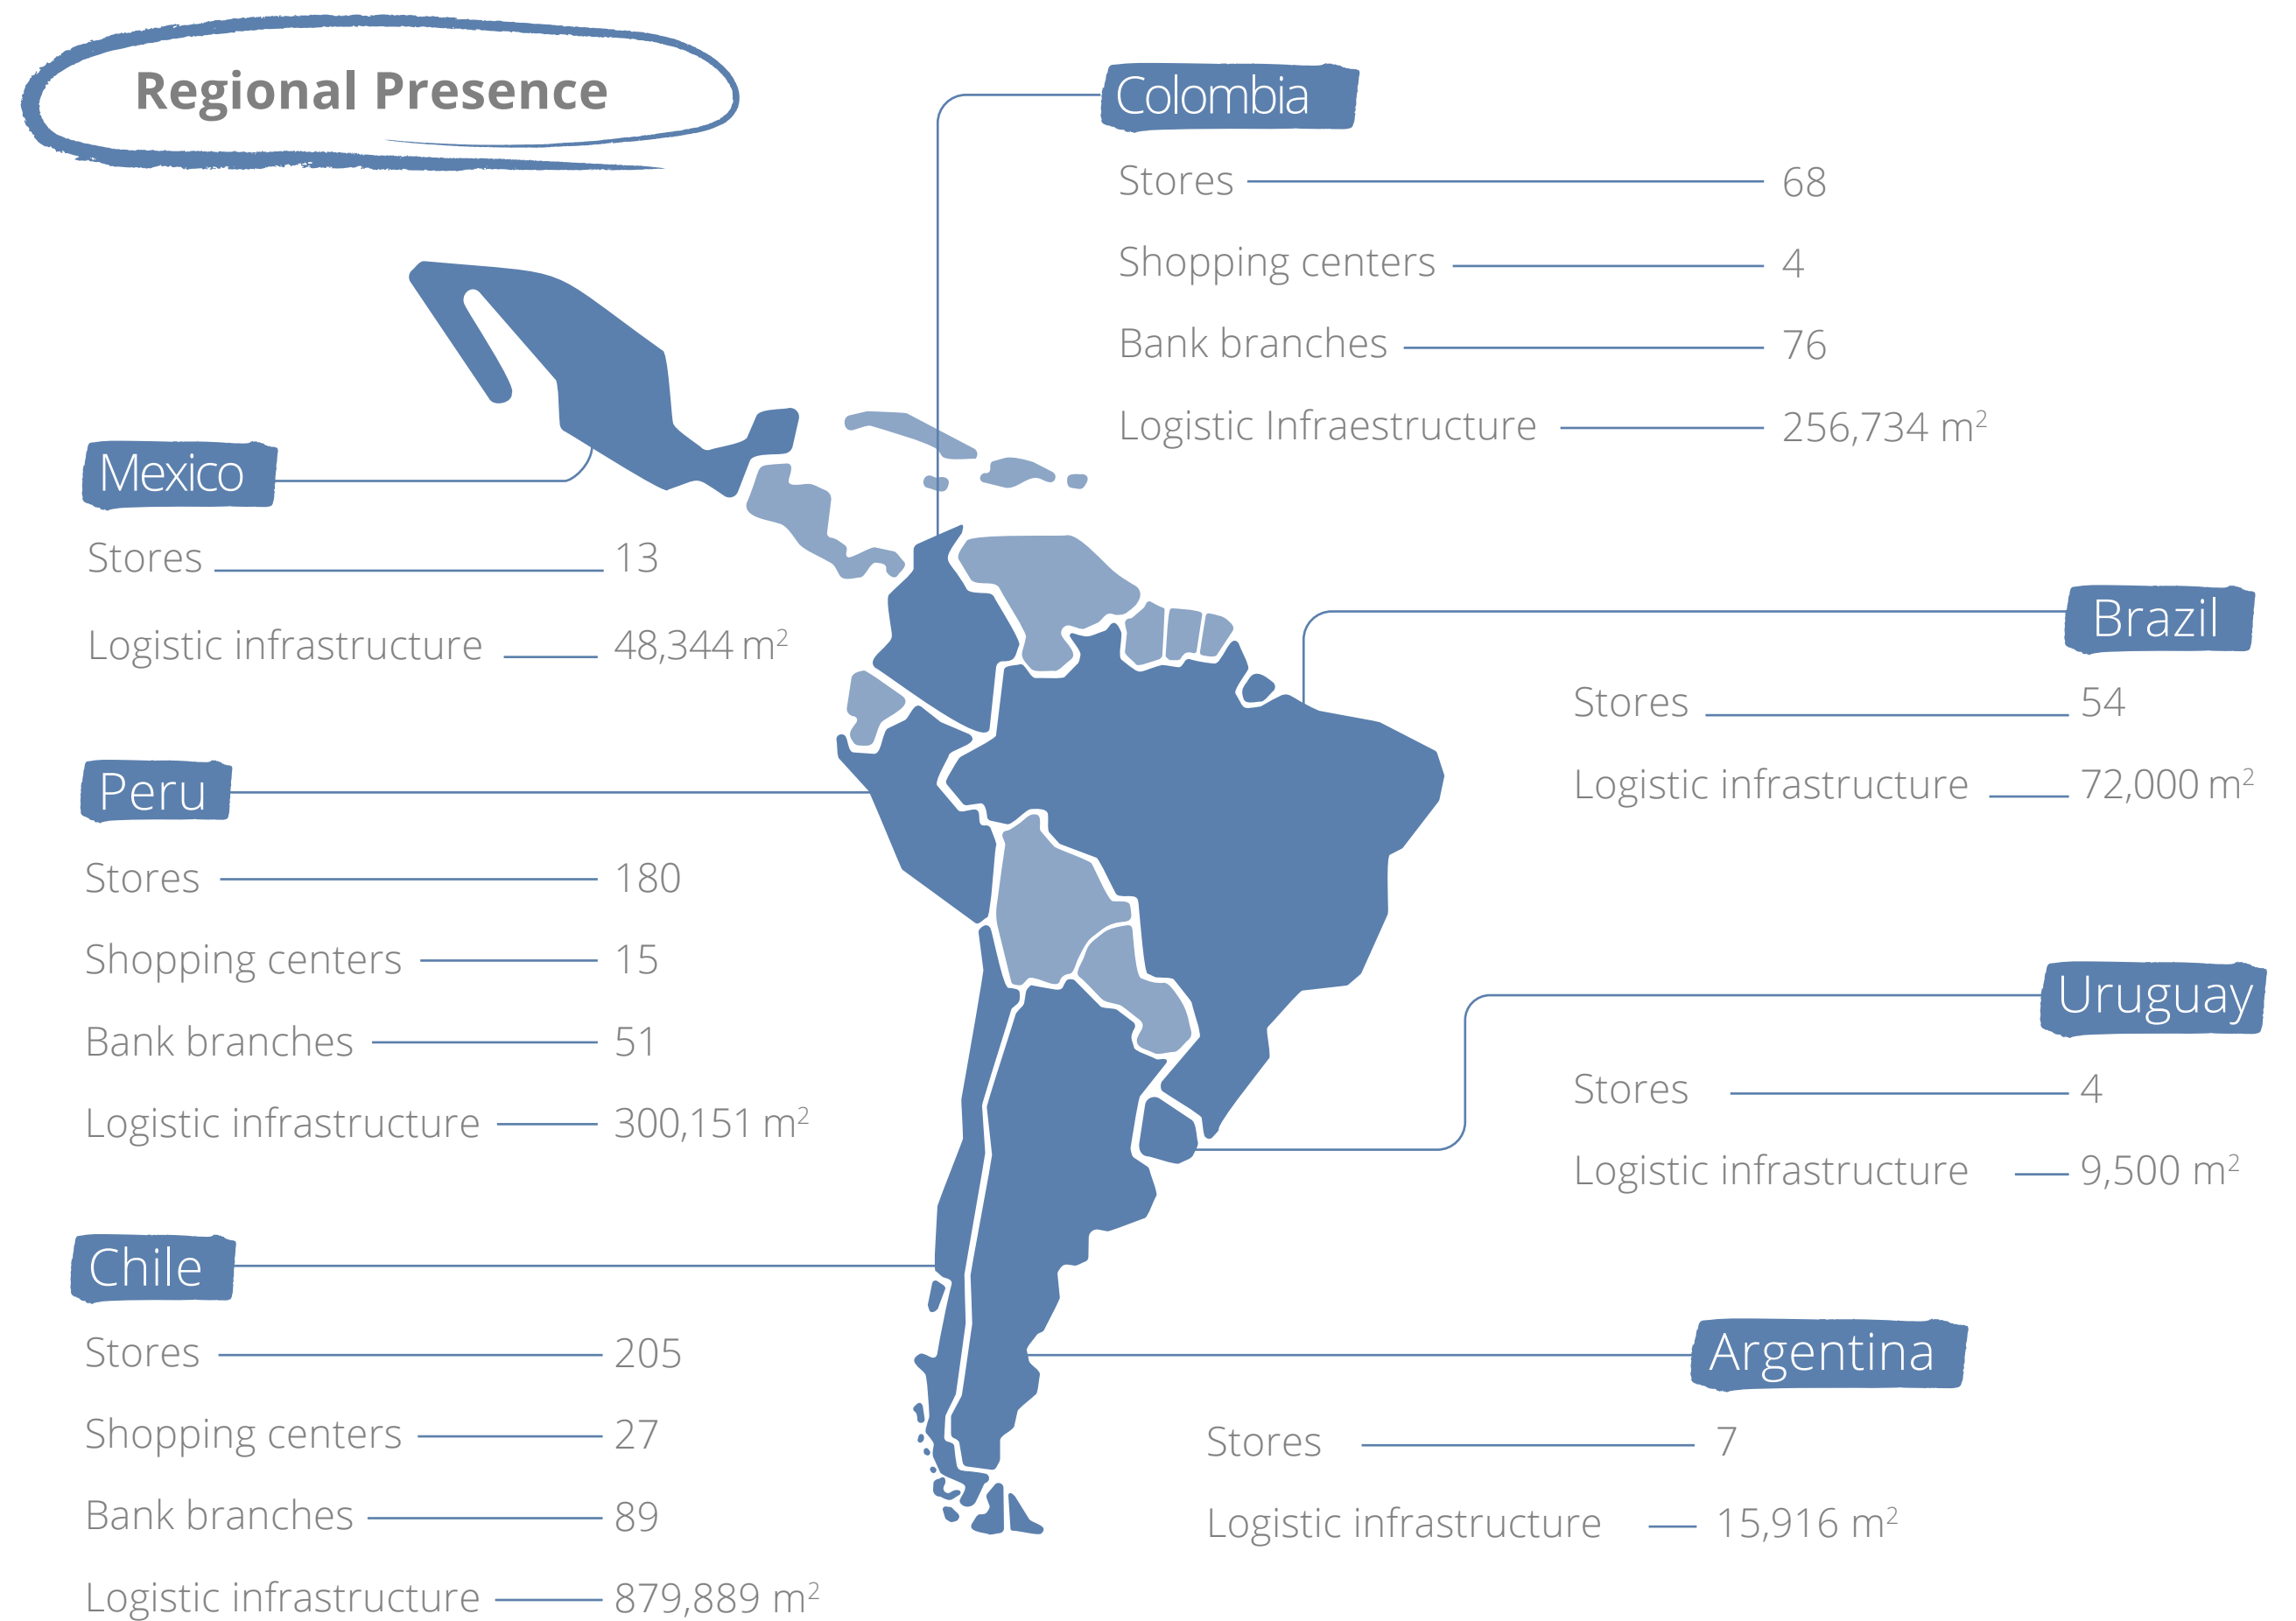 Regional Presence
Colombia
Stores 68
Shopping centers 4
Bank branches 76
Logistic Infraestructure 256,734 m²
Mexico
Stores 13
Logistic infrastructure 48,344 m²
Brazil
Stores 54
Logistic infrastructure 72,000 m²
Peru
Stores 180
Shopping centers 15
Bank branches 51
Logistic infrastructure 300,151 m²
Uruguay
Stores 4
Logistic infrastructure 9,500 m²
Chile
Stores 205
Shopping centers 27
Bank branches 89
Logistic infrastructure 879,889 m²
Argentina
Stores 7
Logistic infrastructure 15,916 m²